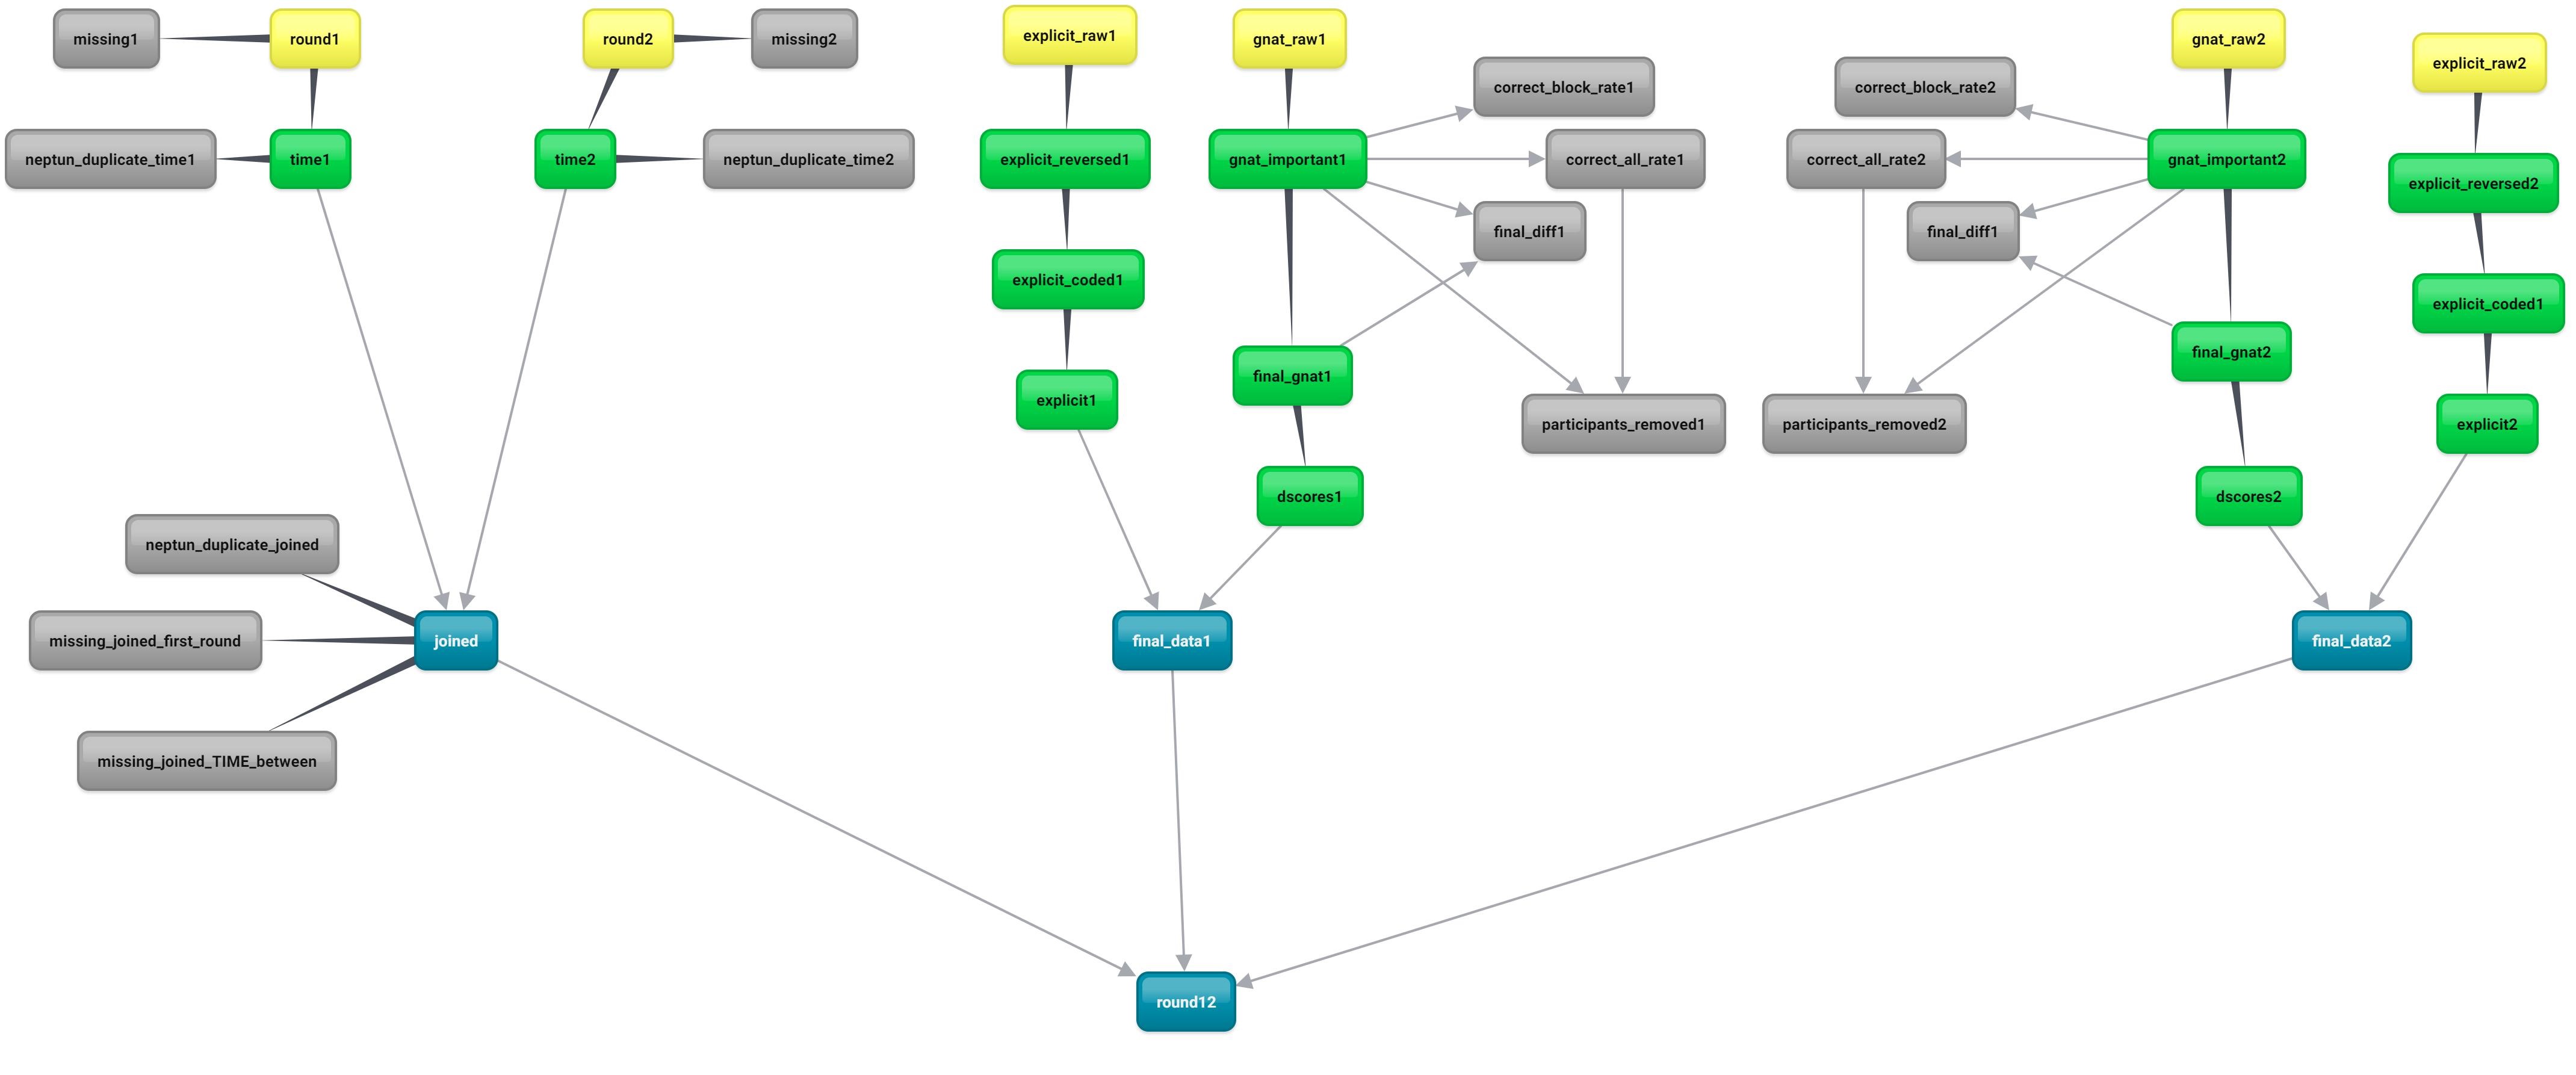 missing1
round1
round2
missing2
explicit_raw1
gnat_raw1
gnat_raw2
explicit_raw2
correct_block_rate1
correct_block_rate2
neptun_duplicate_time1
time1
time2
neptun_duplicate_time2
explicit_reversed1
gnat_important1
correct_all_rate1
correct_all_rate2
gnat_important2
explicit_reversed2
final_diff1
final_diff1
explicit_coded1
explicit_coded1
final_gnat1
final_gnat2
explicit1
participants_removed1
participants_removed2
explicit2
dscores1
dscores2
neptun_duplicate_joined
missing_joined_first_round
joined
final_data1
final_data2
missing_joined_TIME_between
round12